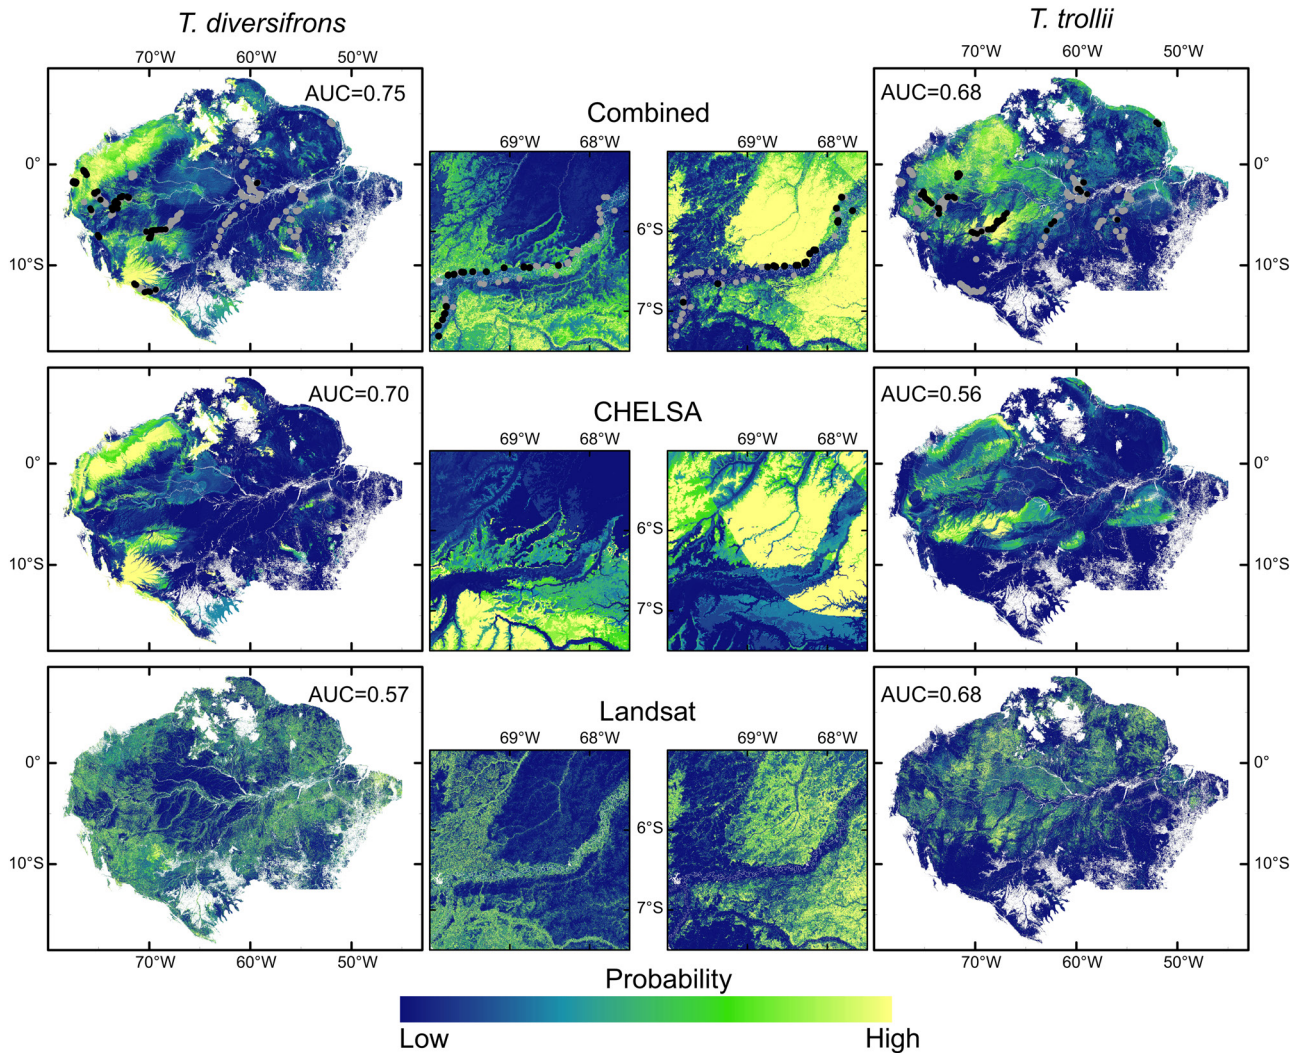 T. diversifrons
T. trollii
70°W 60°W 50°W
70°W 60°W 50°W
AUC=0.75
Combined
AUC=0.68
69°W 68°W
69°W 68°W
0°
0°
6°S
10°S
10°S
7°S
AUC=0.70
CHELSA
AUC=0.56
69°W 68°W
69°W 68°W
0°
0°
6°S
10°S
10°S
7°S
AUC=0.57
Landsat
AUC=0.68
69°W 68°W
69°W 68°W
0°
0°
6°S
10°S
10°S
7°S
70°W 60°W 50°W
70°W 60°W 50°W
Probability
Low
High